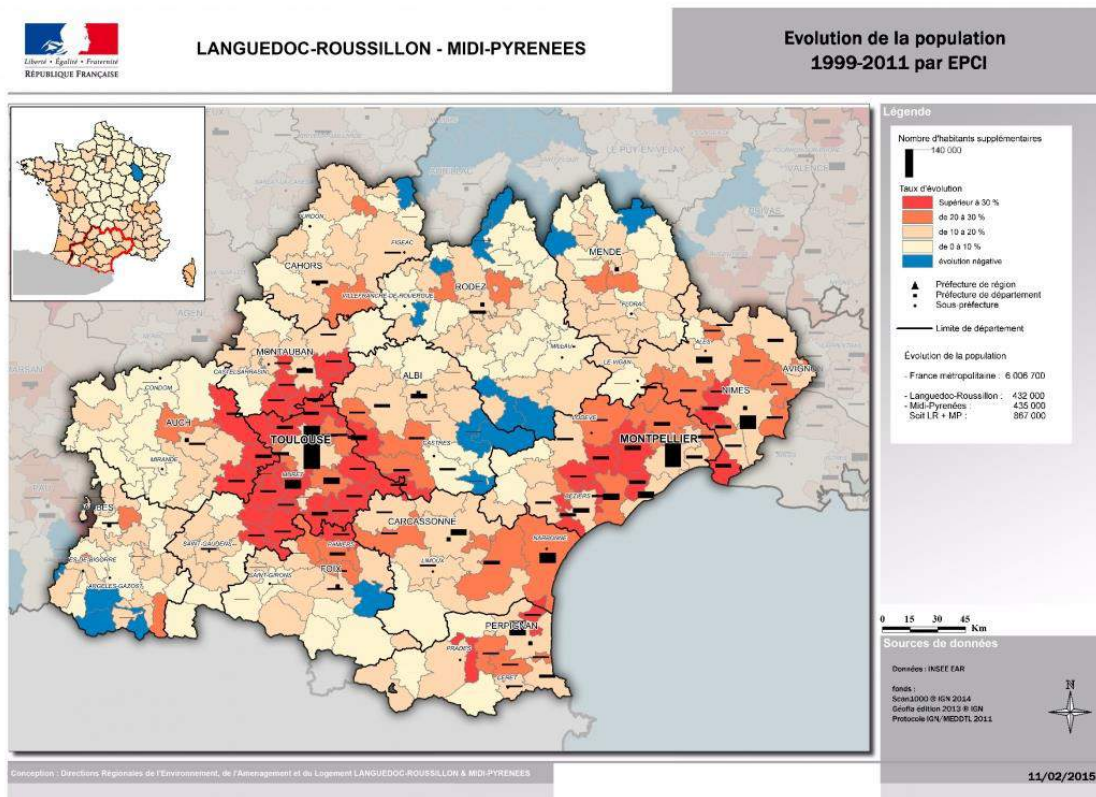 Liberté • Égalité • Fraternité
RÉPUBLIQUE FRANÇAISE
LANGUEDOC-ROUSSILLON - MIDI-PYRENEES
Evolution de la population
1999-2011 par EPCI
Légende
Nombre d'habitants supplémentaires
140 000
Taux d'évolution
Supérieur à 30 %
de 20 à 30 %
de 10 à 20 %
de 0 à 10 %
évolution négative
Préfecture de région
Préfecture de département
Sous-préfecture
Limite de département
Évolution de la population
- France métropolitaine : 6 006 700
- Languedoc-Roussillon : 432 000
- Midi-Pyrénées : 435 000
Soit LR + MP : 867 000
0 15 30 45
Km
Sources de données
Données : INSEE EAR
fonds :
Scan1000 ® IGN 2014
Géofla édition 2013 ® IGN
Protocole IGN/MEDDTL 2011
N
LE-PUY-EN-VELAY
VALENCE
PRIVAS
AURILLAC
GOURDON
FIGEAC
CAHORS
MENDE
RODEZ
VILLEFRANCHE-DE-ROUERGUE
FLORAC
AGEN
MILLAU
ALES
MONTAUBAN
LE-VIGAN
AVIGNO
CASTELSARRASIN
ALBI
CONDOM
NIMES
AUCH
LODEVE
TOULOUSE
CASTRES
MONTPELLIER
MIRANDE
MURET
BEZIERS
PAU
TARBES
CARCASSONNE
SAINT-GAUDENS
PAMIERS
NARBONNE
FOIX
LIMOUX
SAINT-GIRONS
ARGELES-GAZOST
PERPIGNAN
PRADES
CERET
Conception : Directions Régionales de l'Environnement, de l'Amenagement et du Logement LANGUEDOC-ROUSSILLON & MIDI-PYRENEES
11/02/2015